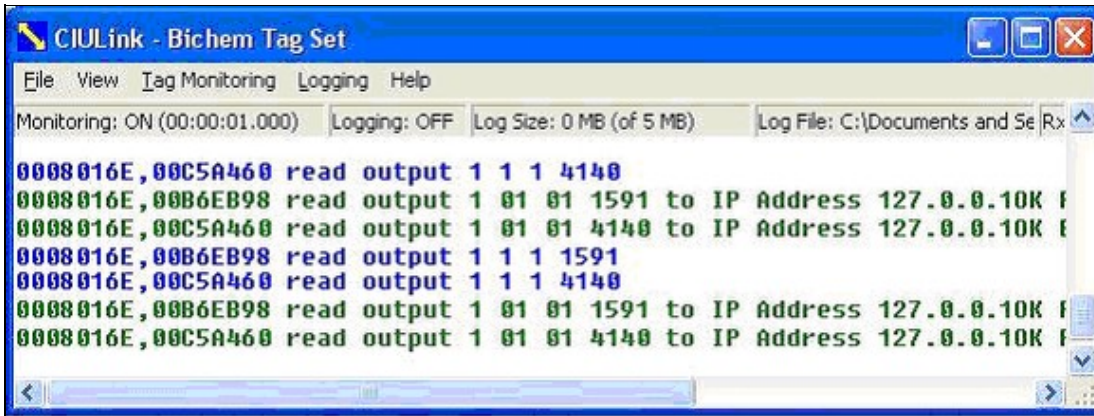 CIULink - Bichem Tag Set
File View Tag Monitoring Logging Help
Monitoring: ON (00:00:01.000) Logging: OFF Log Size: 0 MB (of 5 MB) Log File: C:\Documents and Se Rx
0008016E,00C5A460 read output 1 1 1 4140
0008016E,00B6EB98 read output 1 01 01 1591 to IP Address 127.0.0.1OK
0008016E,00C5A460 read output 1 01 01 4140 to IP Address 127.0.0.1OK
0008016E,00B6EB98 read output 1 1 1 1591
0008016E,00C5A460 read output 1 1 1 4140
0008016E,00B6EB98 read output 1 01 01 1591 to IP Address 127.0.0.1OK
0008016E,00C5A460 read output 1 01 01 4140 to IP Address 127.0.0.1OK